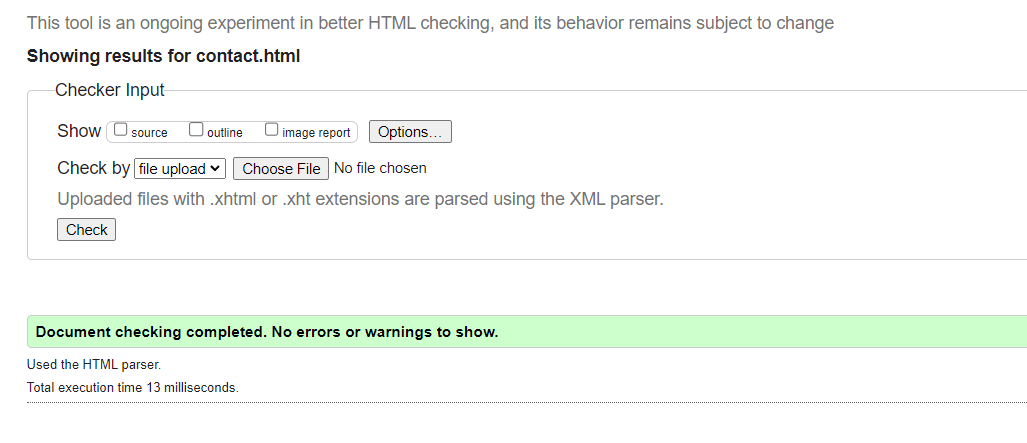 This tool is an ongoing experiment in better HTML checking, and its behavior remains subject to change
Showing results for contact.html
Checker Input
Show source outline image report Options...
Check by file upload Choose File No file chosen
Uploaded files with .xhtml or .xht extensions are parsed using the XML parser.
Check
Document checking completed. No errors or warnings to show.
Used the HTML parser.
Total execution time 13 milliseconds.